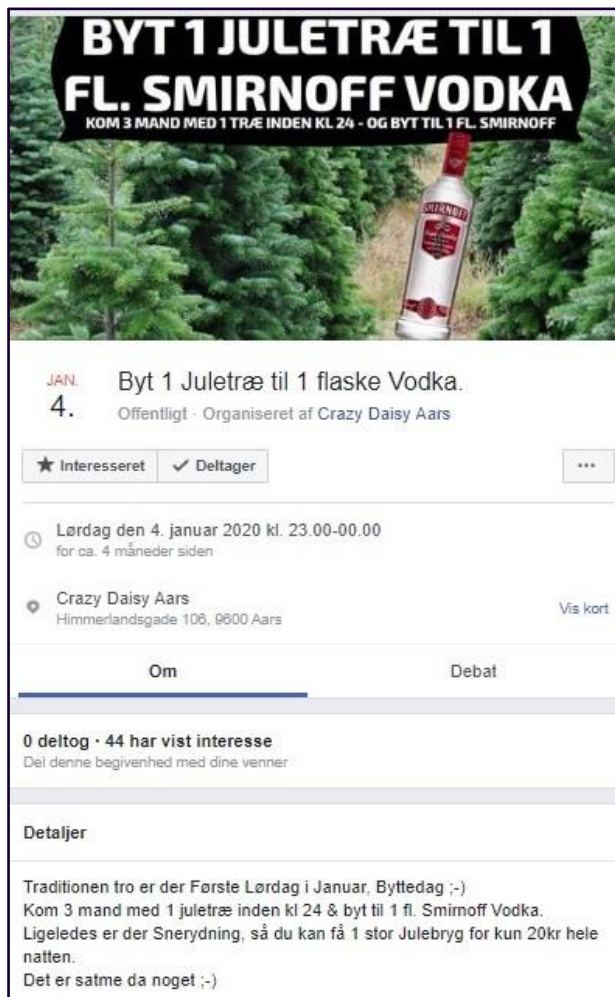 BYT 1 JULETRÆ TIL 1
FL. SMIRNOFF VODKA
KOM 3 MAND MED 1 TRÆ INDEN KL 24 - OG BYT TIL 1 FL. SMIRNOFF
SMIRNOFF
JAN.
4.
Byt 1 Juletræ til 1 flaske Vodka.
Offentligt · Organiseret af Crazy Daisy Aars
Interesseret
Deltager
...
Lørdag den 4. januar 2020 kl. 23.00-00.00
for ca. 4 måneder siden
Crazy Daisy Aars
Himmerlandsgade 106, 9600 Aars
Vis kort
Om
Debat
0 deltog · 44 har vist interesse
Del denne begivenhed med dine venner
Detaljer
Traditionen tro er der Første Lørdag i Januar, Byttedag ;-)
Kom 3 mand med 1 juletræ inden kl 24 & byt til 1 fl. Smirnoff Vodka.
Ligeledes er der Snerydning, så du kan få 1 stor Julebryg for kun 20kr hele
natten.
Det er satme da noget ;-)